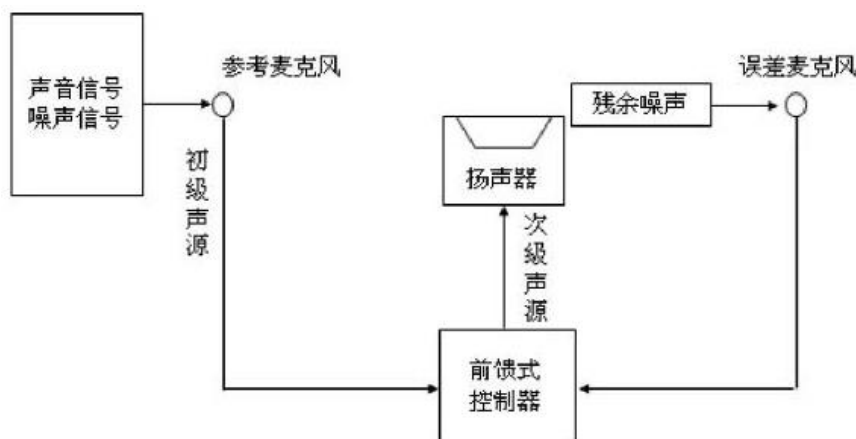 声音信号
噪声信号
参考麦克风
误差麦克风
残余噪声
扬声器
初级声源
次级声源
前馈式
控制器